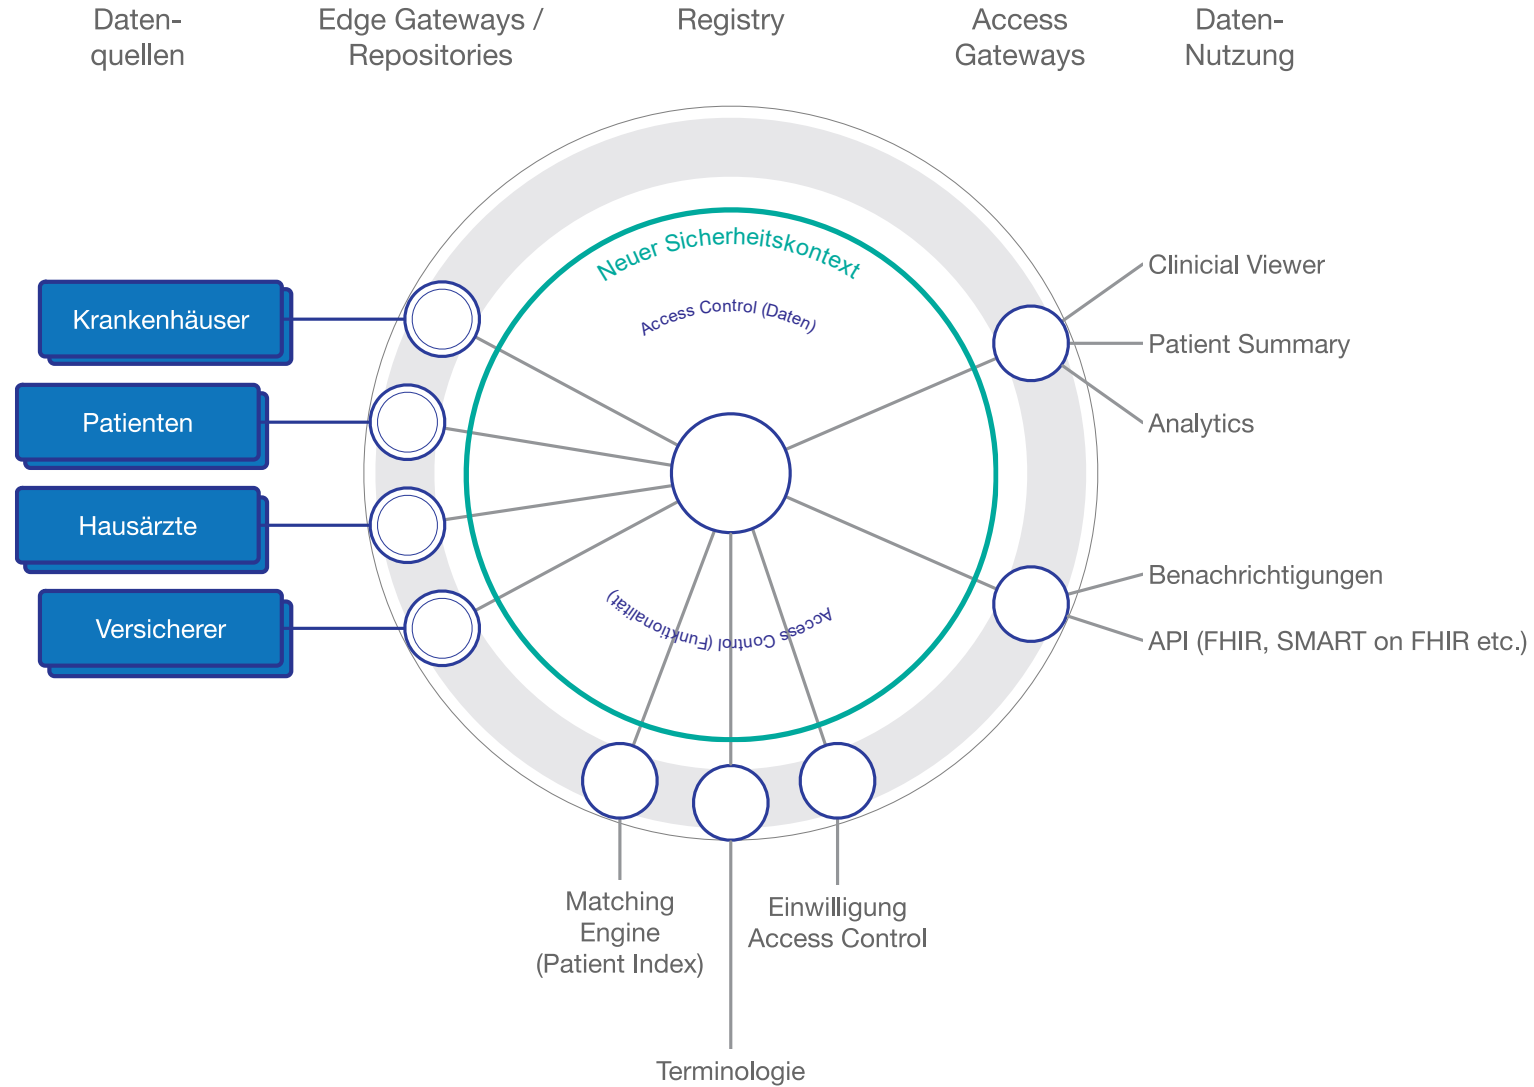 Daten-
quellen
Edge Gateways /
Repositories
Registry
Access
Gateways
Daten-
Nutzung
Neuer Sicherheitskontext
Access Control (Daten)
Krankenhäuser
Patienten
Hausärzte
Versicherer
Clinicial Viewer
Patient Summary
Analytics
Benachrichtigungen
API (FHIR, SMART on FHIR etc.)
Access Control (Funktionalität)
Matching
Engine
(Patient Index)
Einwilligung
Access Control
Terminologie